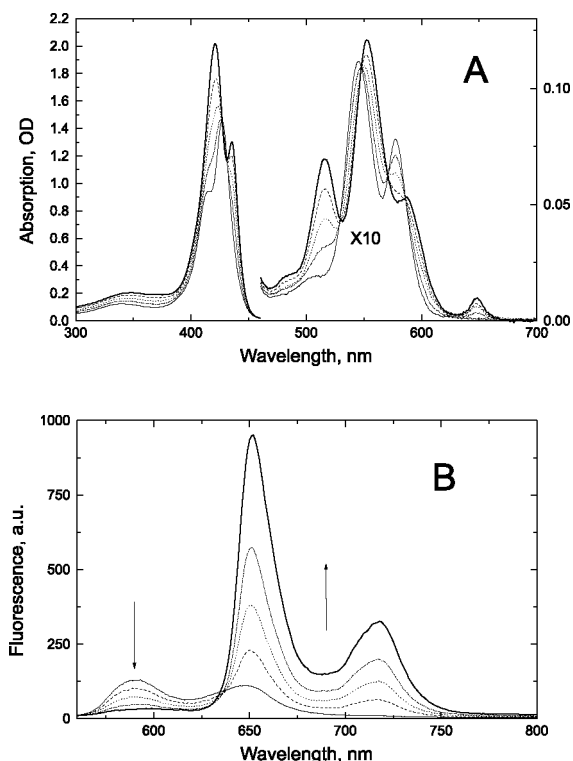 A
Absorption, OD
2.2
2.0
1.8
1.6
1.4
1.2
1.0
0.8
0.6
0.4
0.2
0.0
0.10
0.05
0.00
X10
300 400 500 600 700
Wavelength, nm
B
Fluorescence, a.u.
1000
750
500
250
0
600 650 700 750 800
Wavelength, nm